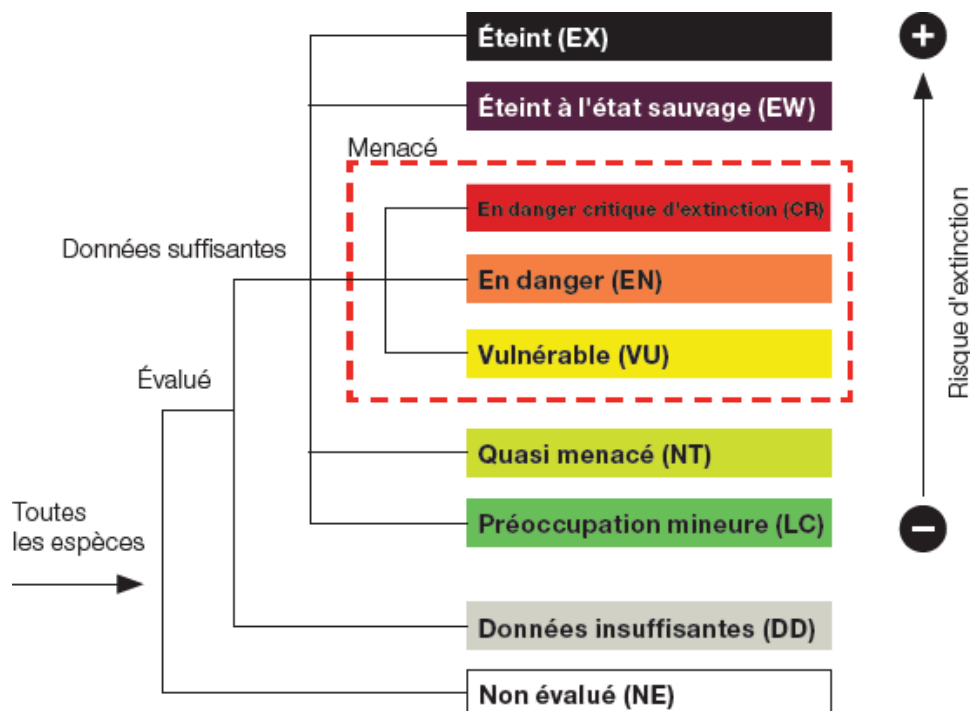 Éteint (EX)
Éteint à l'état sauvage (EW)
Menacé
En danger critique d'extinction (CR)
Données suffisantes
En danger (EN)
Vulnérable (VU)
Évalué
Quasi menacé (NT)
Toutes
les espèces
Préoccupation mineure (LC)
Données insuffisantes (DD)
Non évalué (NE)
+
Risque d'extinction
−